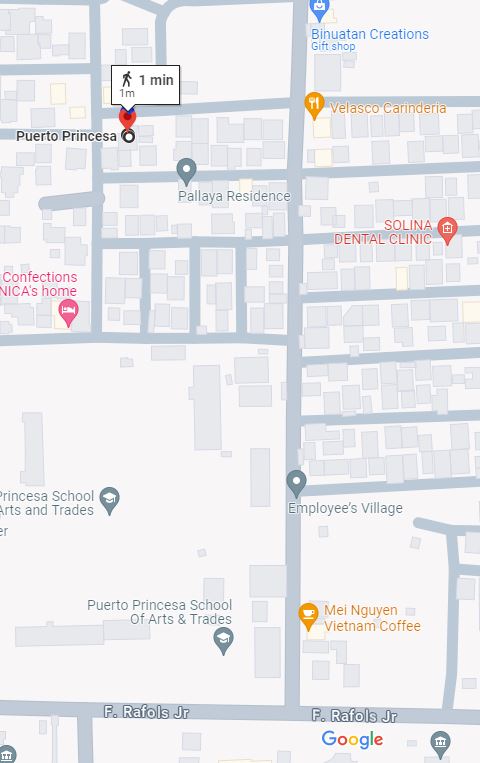 Binuatan Creations
Gift shop
1 min
1m
Velasco Carinderia
Puerto Princesa
Pallaya Residence
SOLINA
DENTAL CLINIC
Confections
NICA's home
Princesa School
Arts and Trades
er
Employee's Village
Puerto Princesa School
Of Arts & Trades
Mei Nguyen
Vietnam Coffee
F. Rafols Jr
F. Rafols Jr
Google